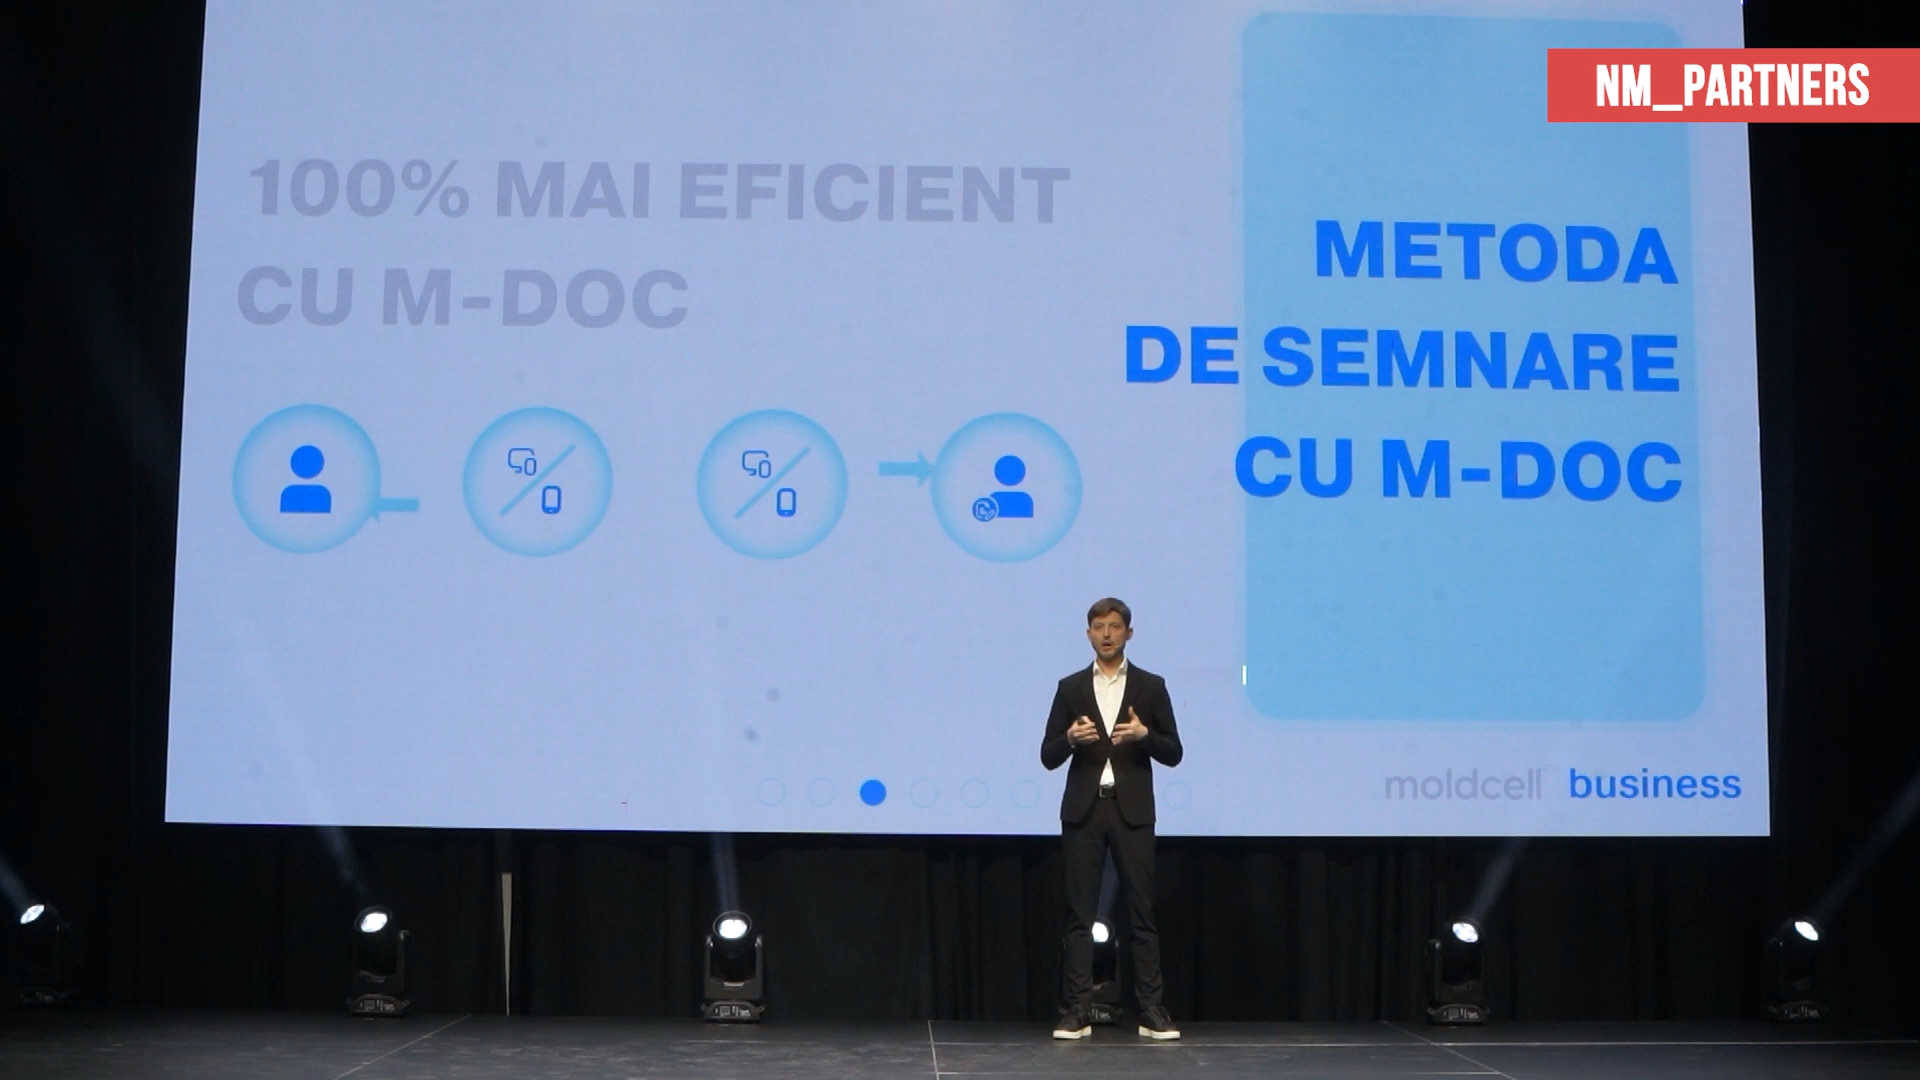 NM_PARTNERS
100% MAI EFICIENT
CU M-DOC
METODA
DE SEMNARE
CU M-DOC
moldcell business